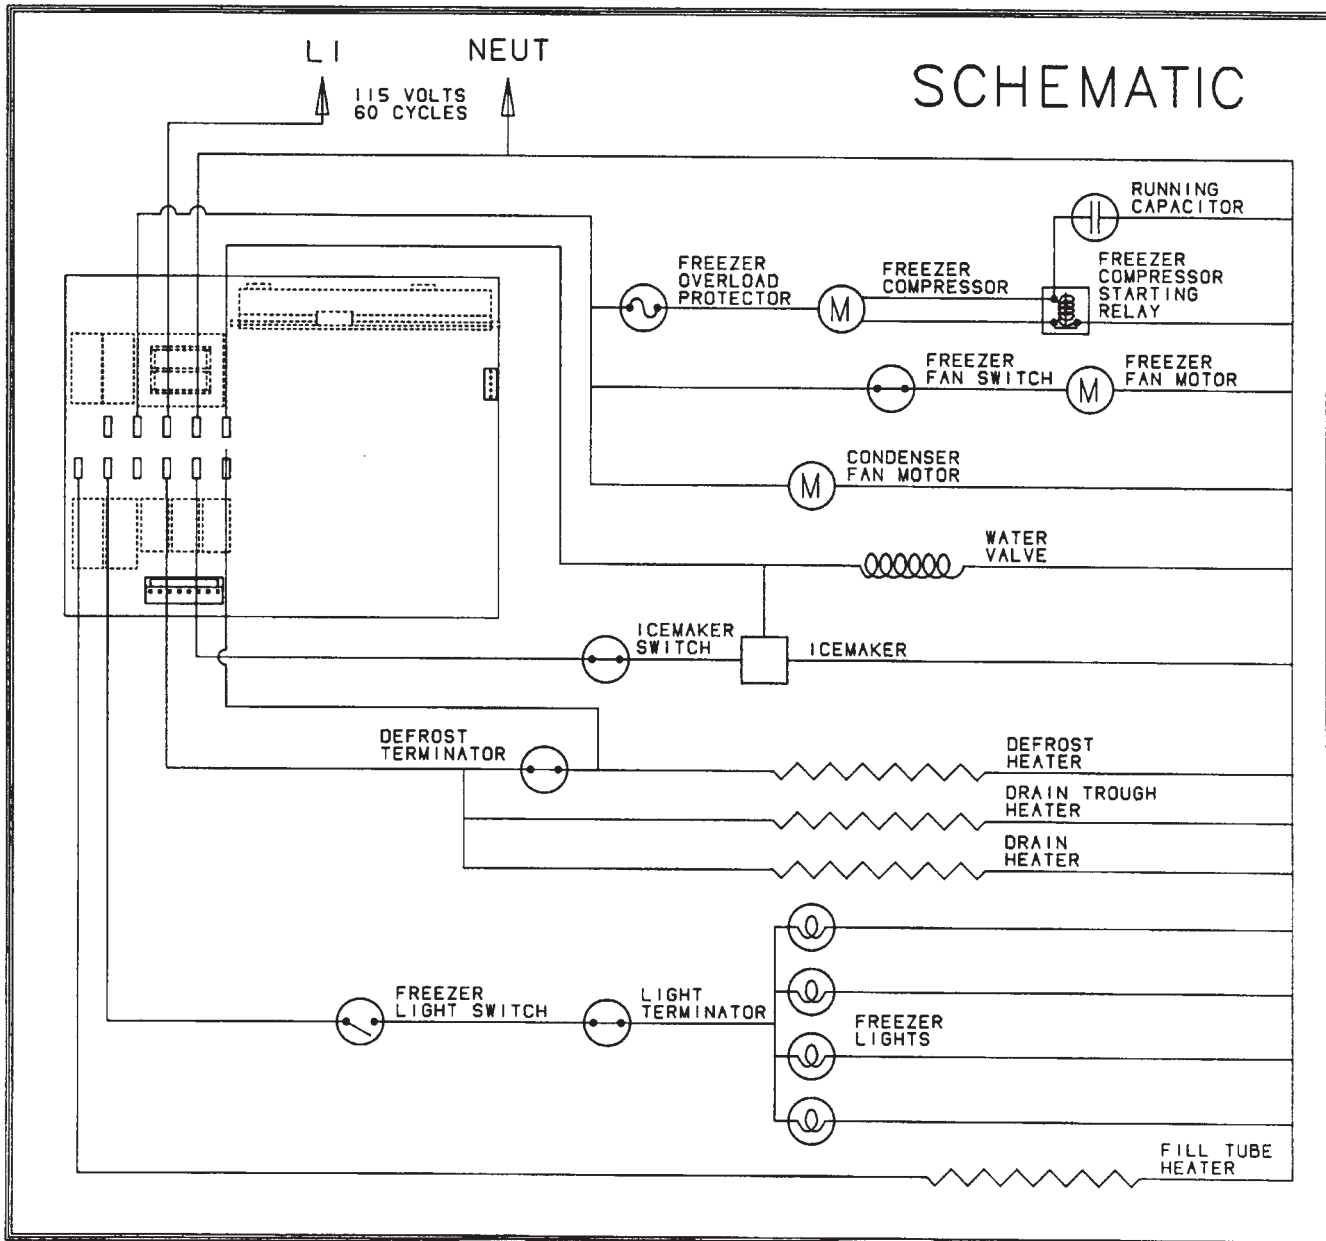 L1
NEUT
115 VOLTS
60 CYCLES
SCHEMATIC
RUNNING
CAPACITOR
FREEZER
OVERLOAD
PROTECTOR
FREEZER
COMPRESSOR
FREEZER
COMPRESSOR
STARTING
RELAY
M
FREEZER
FAN SWITCH
FREEZER
FAN MOTOR
M
CONDENSER
FAN MOTOR
M
WATER
VALVE
ICEMAKER
SWITCH
ICEMAKER
DEFROST
TERMINATOR
DEFROST
HEATER
DRAIN TROUGH
HEATER
DRAIN
HEATER
FREEZER
LIGHT SWITCH
LIGHT
TERMINATOR
FREEZER
LIGHTS
FILL TUBE
HEATER